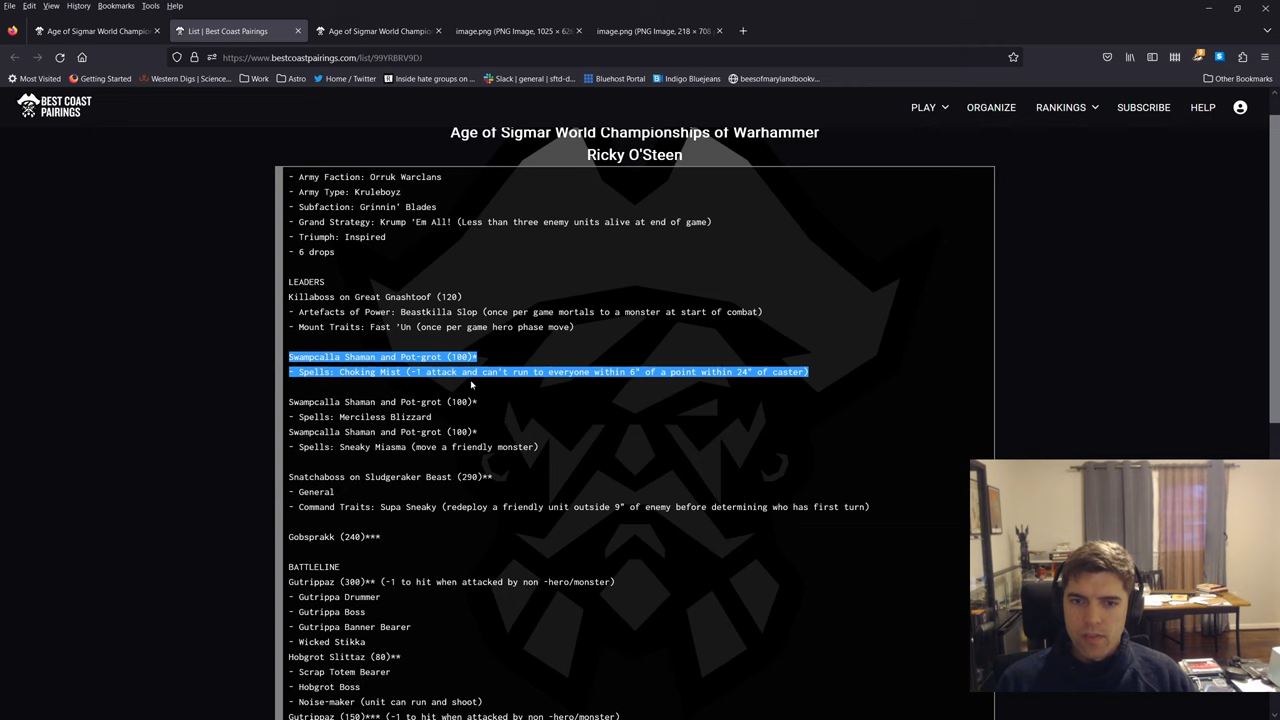 File Edit View History Bookmarks Tools Help
Age of Sigmar World Champion
List | Best Coast Pairings
Age of Sigmar World Champion
image.png (PNG Image, 1025 × 62
image.png (PNG Image, 218 × 708
https://www.bestcoastpairings.com/list/99YRBRV9DJ
Most Visited Getting Started Western Digs | Science... Work Astro Home / Twitter Inside hate groups on ... Slack | general | sftd-d... Bluehost Portal Indigo Bluejeans beesofmarylandbookv... Other Bookmarks
BEST COAST PAIRINGS
PLAY ORGANIZE RANKINGS SUBSCRIBE HELP
Age of Sigmar World Championships of Warhammer
Ricky O'Steen
- Army Faction: Orruk Warclans
- Army Type: Kruleboyz
- Subfaction: Grinnin' Blades
- Grand Strategy: Krump 'Em All! (Less than three enemy units alive at end of game)
- Triumph: Inspired
- 6 drops
LEADERS
Killaboss on Great Gnashtoof (120)
- Artefacts of Power: Beastkilla Slop (once per game mortals to a monster at start of combat)
- Mount Traits: Fast 'Un (once per game hero phase move)
Swampcalla Shaman and Pot-grot (100)*
- Spells: Choking Mist (-1 attack and can't run to everyone within 6" of a point within 24" of caster)
Swampcalla Shaman and Pot-grot (100)*
- Spells: Merciless Blizzard
Swampcalla Shaman and Pot-grot (100)*
- Spells: Sneaky Miasma (move a friendly monster)
Snatchaboss on Sludgeraker Beast (290)**
- General
- Command Traits: Supa Sneaky (redeploy a friendly unit outside 9" of enemy before determining who has first turn)
Gobsprakk (240)***
BATTLELINE
Gutrippaz (300)** (-1 to hit when attacked by non -hero/monster)
- Gutrippa Drummer
- Gutrippa Boss
- Gutrippa Banner Bearer
- Wicked Stikka
Hobgrot Slittaz (80)**
- Scrap Totem Bearer
- Hobgrot Boss
- Noise-maker (unit can run and shoot)
Gutrippaz (150)*** (-1 to hit when attacked by non -hero/monster)